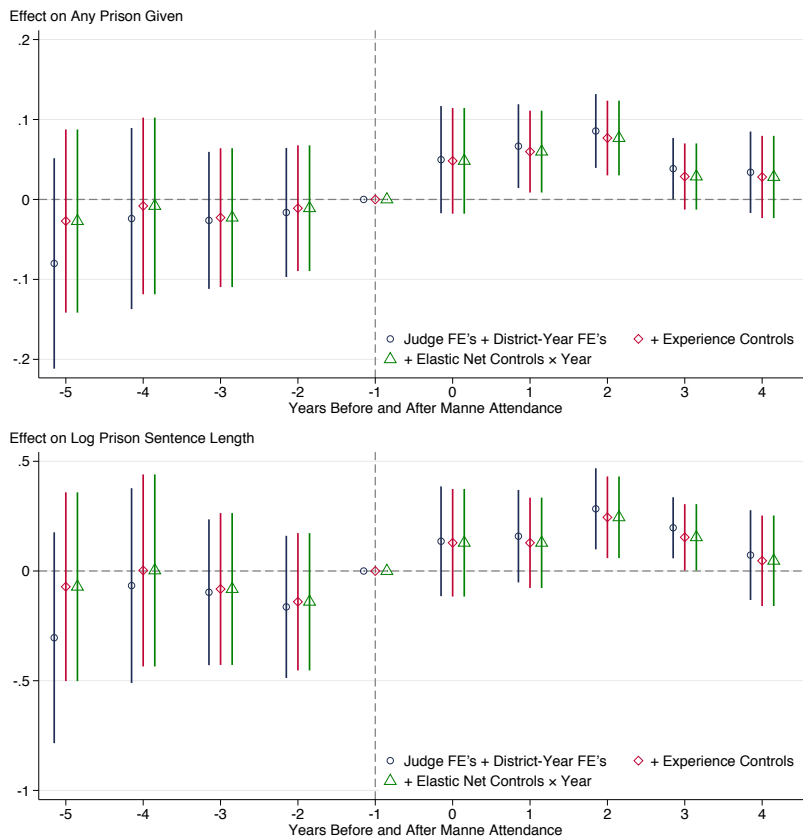 Effect on Any Prison Given
.2
.1
0
-.1
-.2
Judge FE's + District-Year FE's
+ Experience Controls
+ Elastic Net Controls × Year
-5 -4 -3 -2 -1 0 1 2 3 4
Years Before and After Manne Attendance
Effect on Log Prison Sentence Length
.5
0
-.5
-1
Judge FE's + District-Year FE's
+ Experience Controls
+ Elastic Net Controls × Year
-5 -4 -3 -2 -1 0 1 2 3 4
Years Before and After Manne Attendance